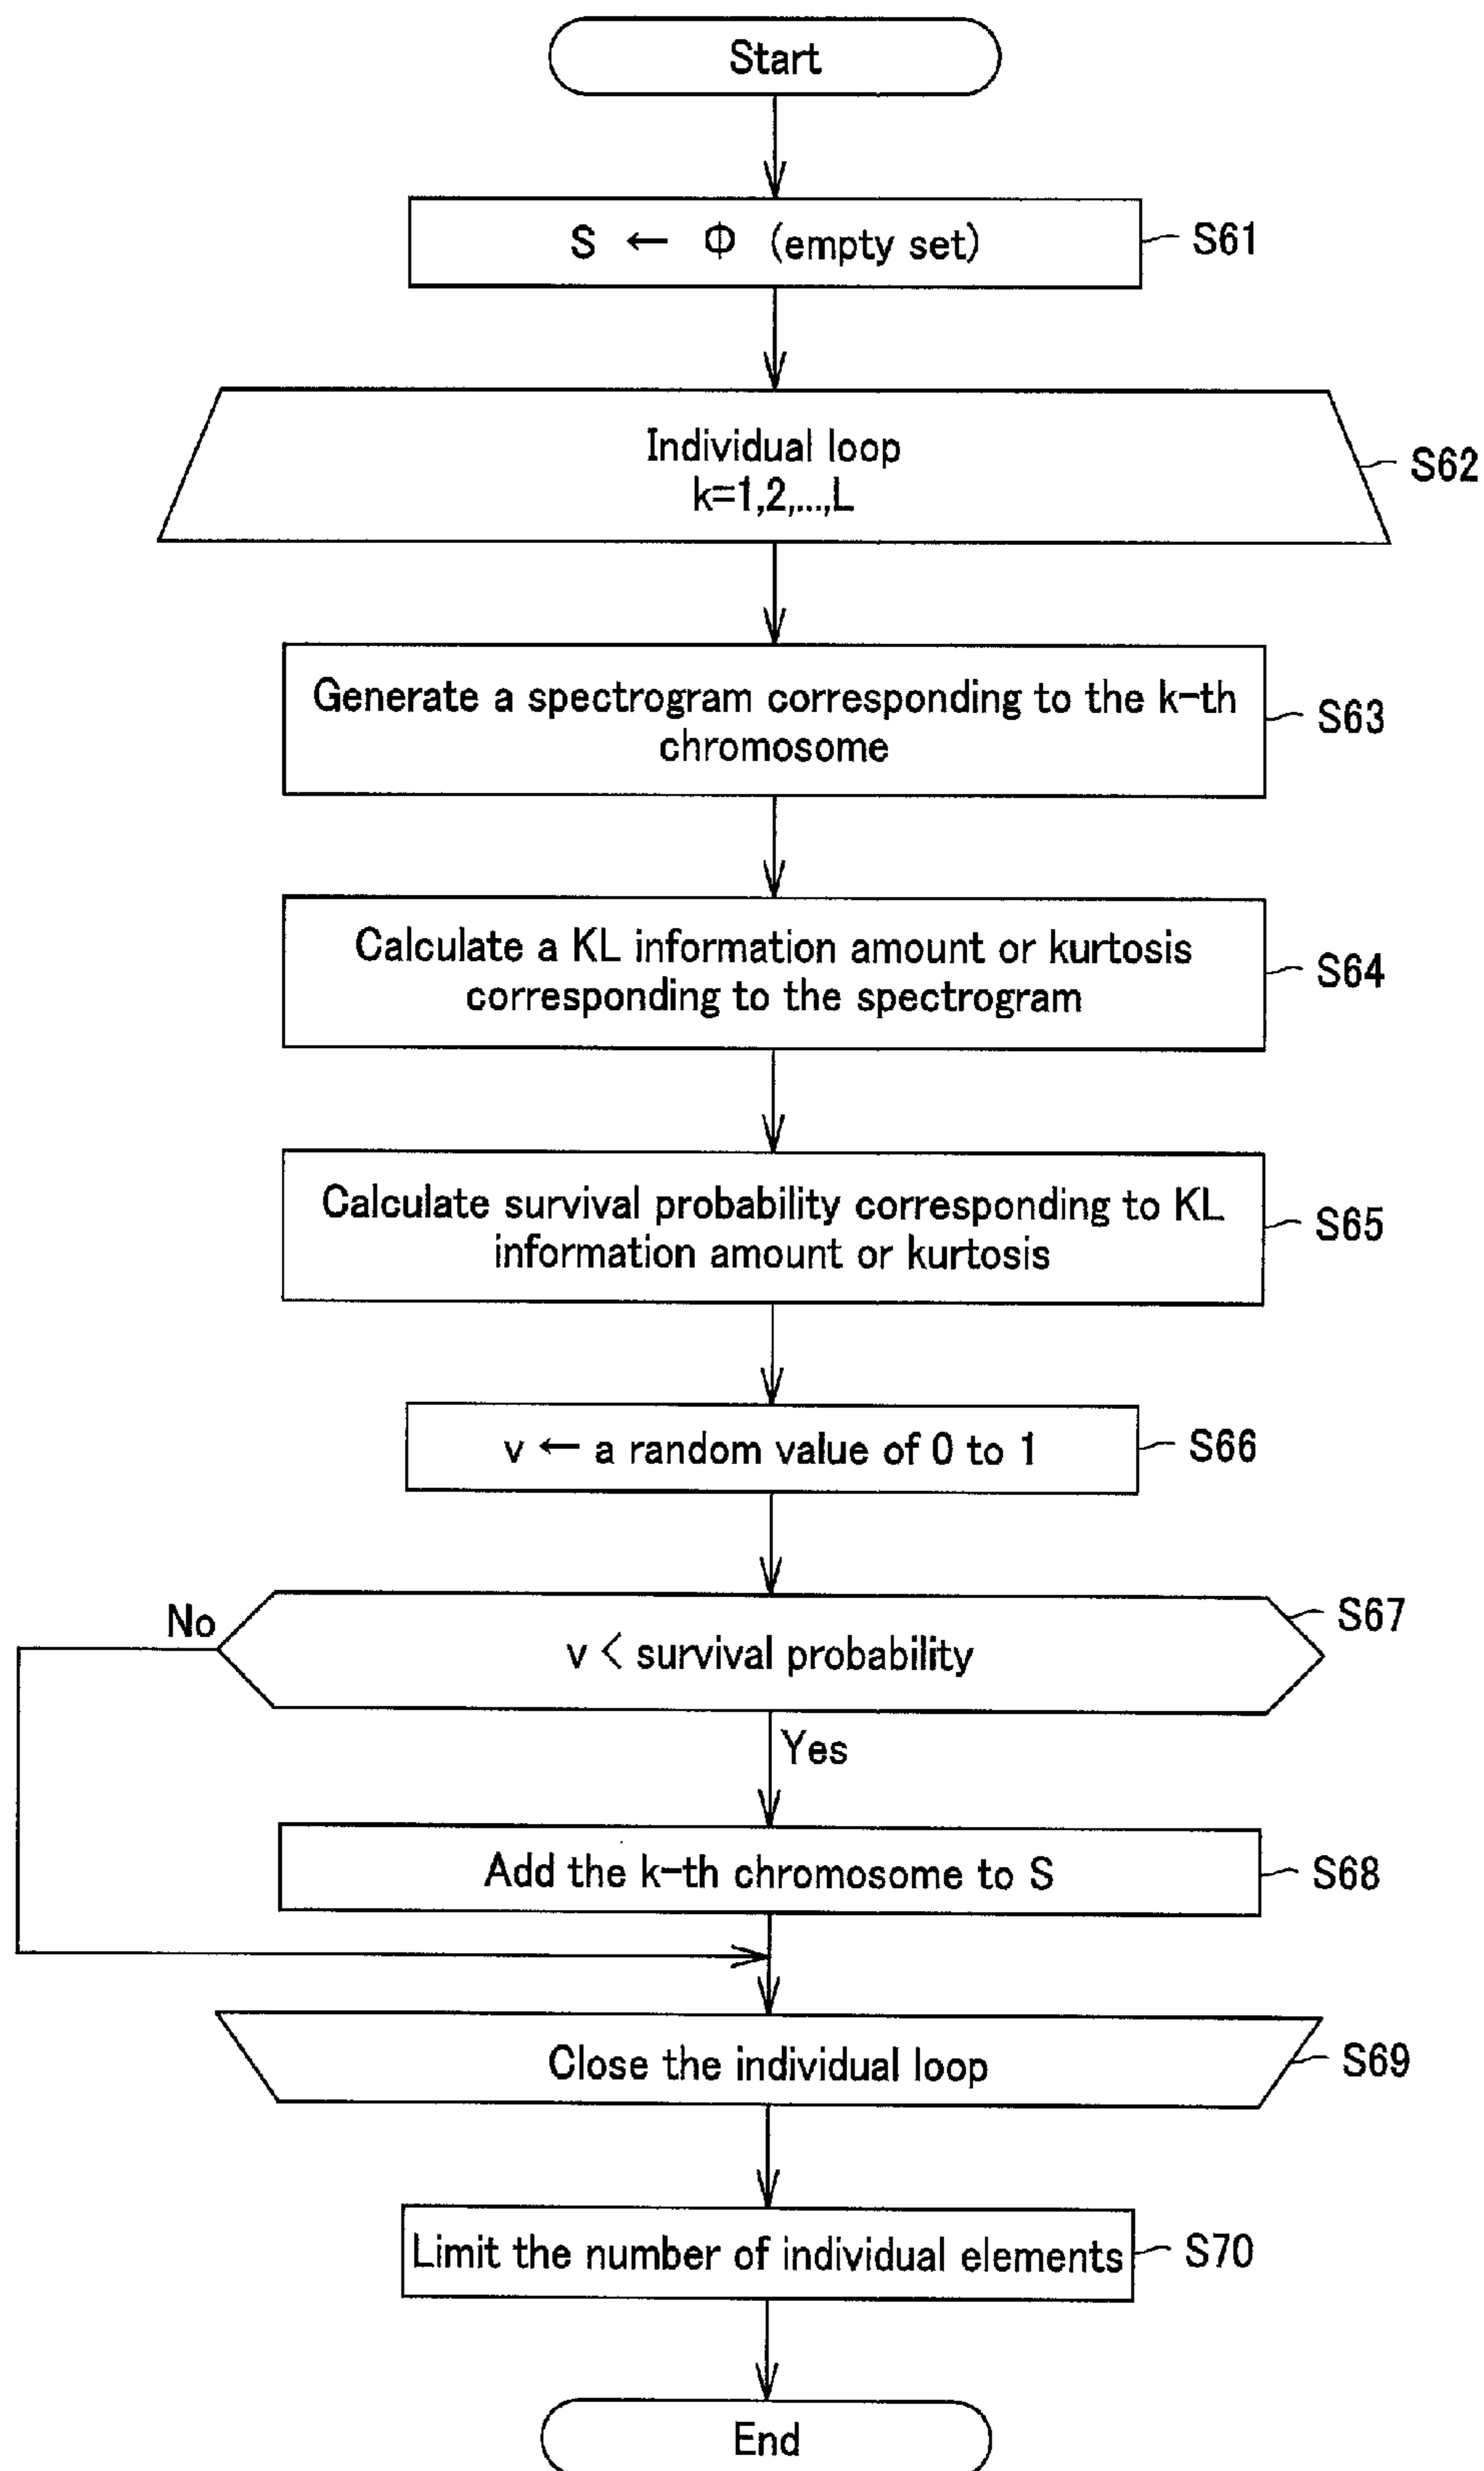 Start
S ← Φ (empty set)
S61
Individual loop
k=1,2,...,L
S62
Generate a spectrogram corresponding to the k-th
chromosome
S63
Calculate a KL information amount or kurtosis
corresponding to the spectrogram
S64
Calculate survival probability corresponding to KL
information amount or kurtosis
S65
v ← a random value of 0 to 1
S66
No
v < survival probability
S67
Yes
Add the k-th chromosome to S
S68
Close the individual loop
S69
Limit the number of individual elements
S70
End